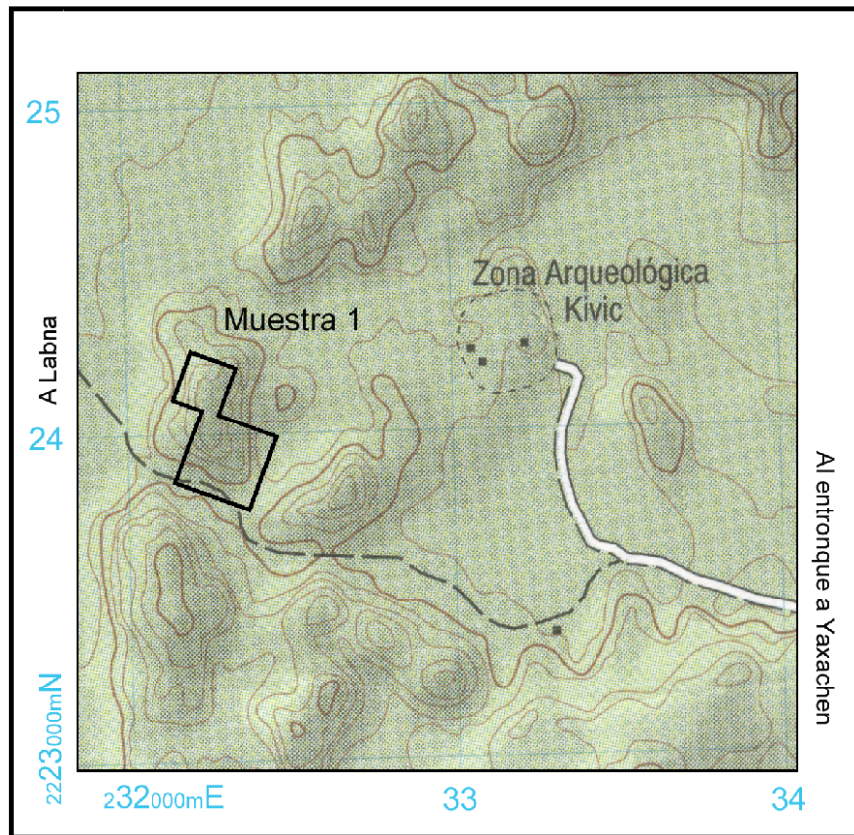 25
Zona Arqueológica
Kivic
Muestra 1
A Labna
24
Al entronque a Yaxachen
2223000mN
232000mE
33
34